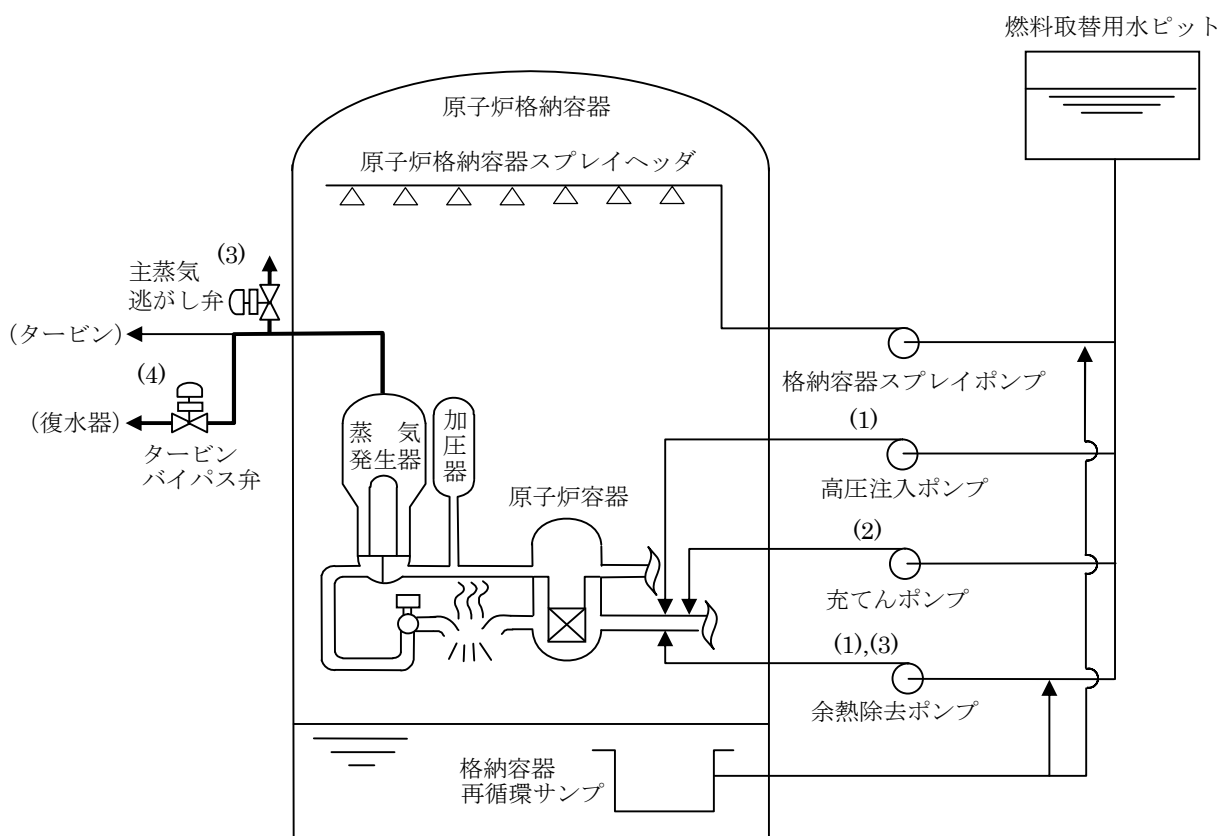 燃料取替用水ピット
原子炉格納容器
原子炉格納容器スプレイヘッダ
(3)
主蒸気
逃がし弁
(タービン)
(4)
(復水器)
タービン
バイパス弁
蒸気
発生器
加圧器
原子炉容器
格納容器スプレイポンプ
(1)
高圧注入ポンプ
(2)
充てんポンプ
(1),(3)
余熱除去ポンプ
格納容器
再循環サンプ